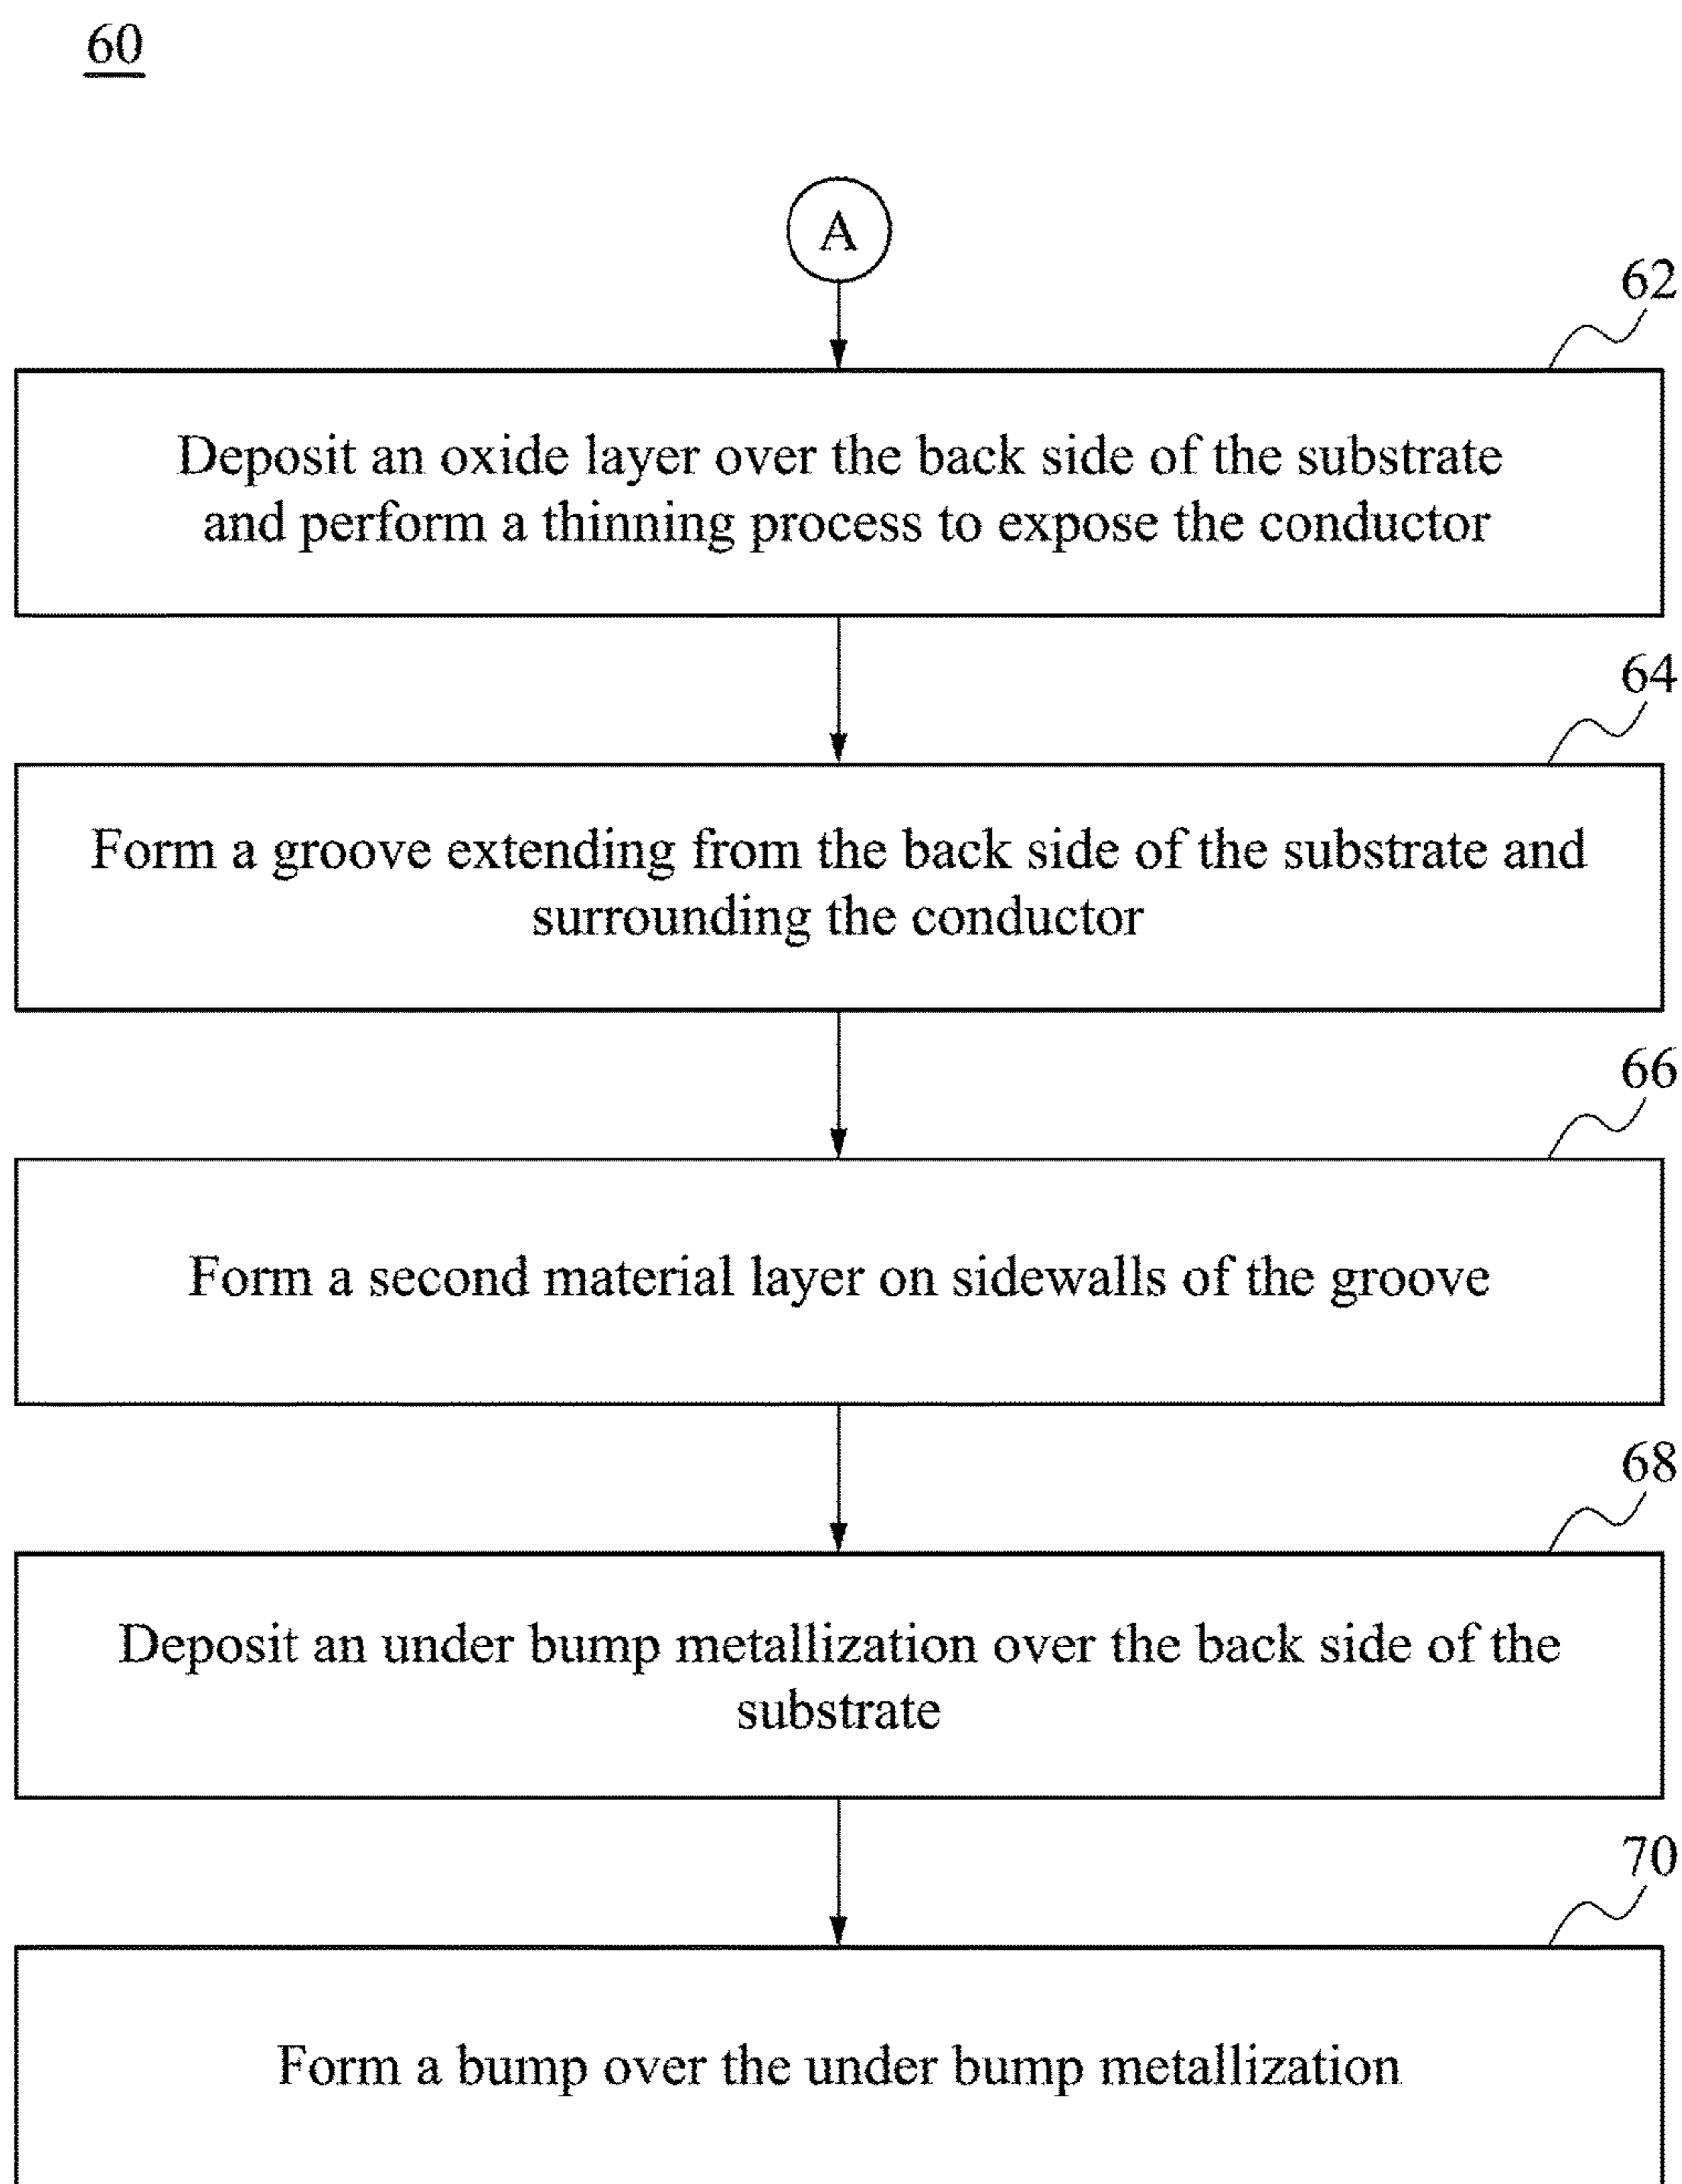 60
A
62
Deposit an oxide layer over the back side of the substrate
and perform a thinning process to expose the conductor
64
Form a groove extending from the back side of the substrate and
surrounding the conductor
66
Form a second material layer on sidewalls of the groove
68
Deposit an under bump metallization over the back side of the
substrate
70
Form a bump over the under bump metallization